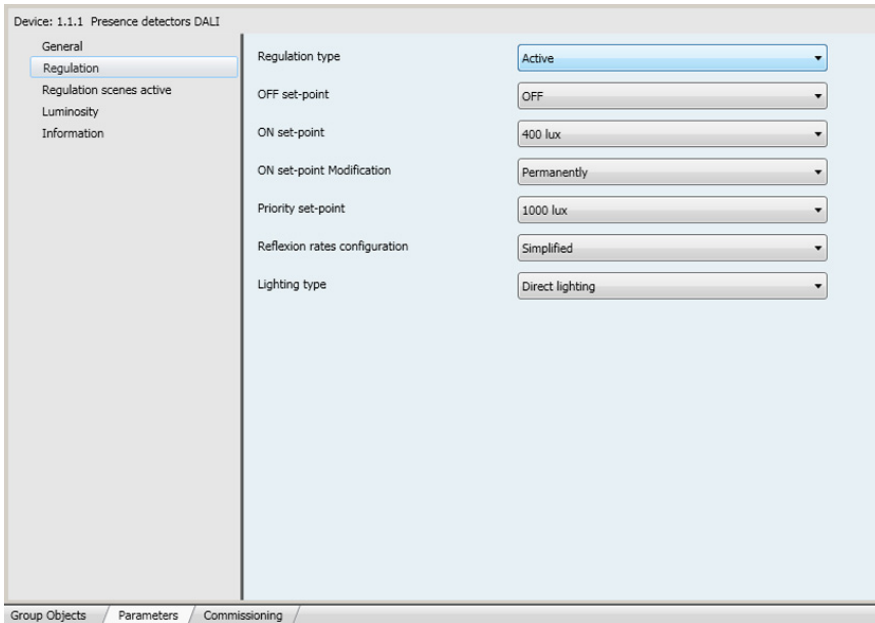 Device: 1.1.1 Presence detectors DALI
General
Regulation
Regulation scenes active
Luminosity
Information
Regulation type Active
OFF set-point OFF
ON set-point 400 lux
ON set-point Modification Permanently
Priority set-point 1000 lux
Reflexion rates configuration Simplified
Lighting type Direct lighting
Group Objects Parameters Commissioning